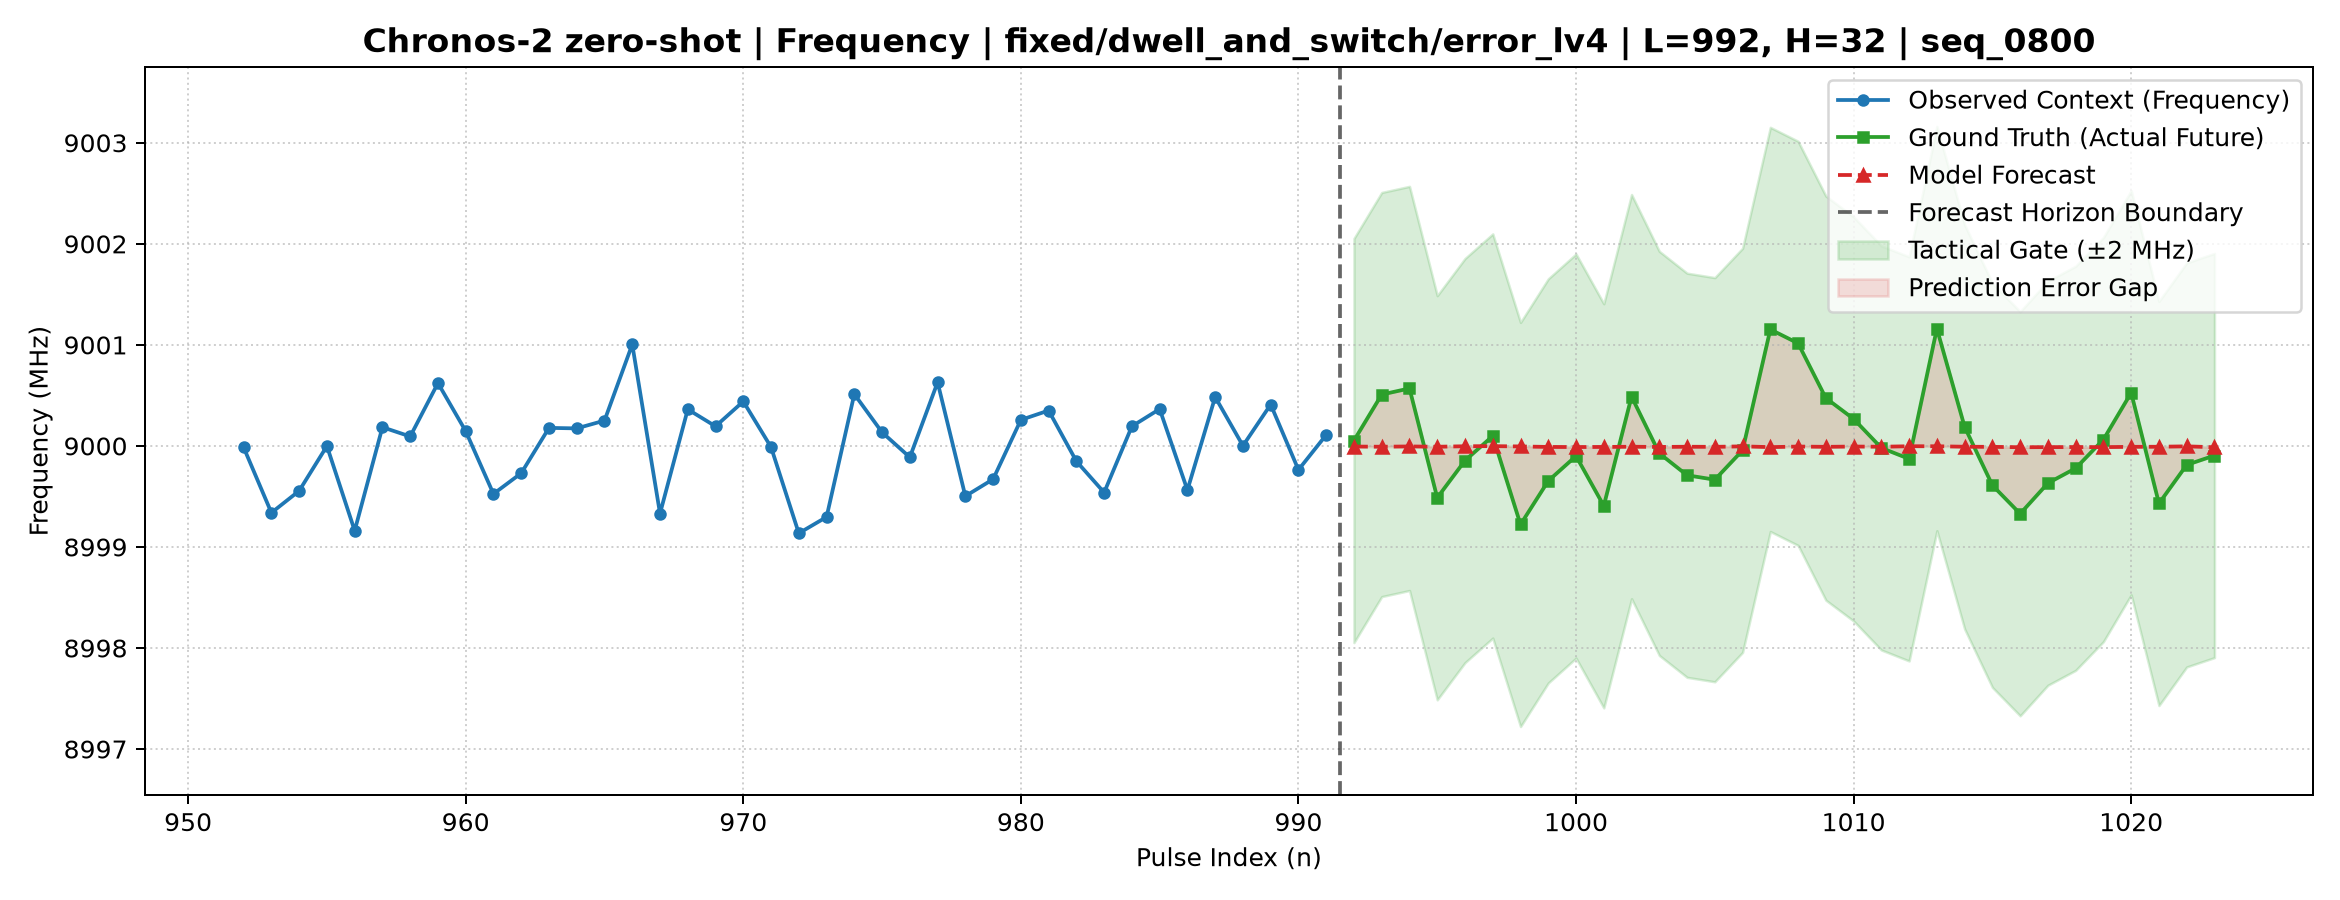 Chronos-2 zero-shot | Frequency | fixed/dwell_and_switch/error_lv4 | L=992, H=32 | seq_0800
Observed Context (Frequency)
Ground Truth (Actual Future)
Model Forecast
Forecast Horizon Boundary
Tactical Gate (±2 MHz)
Prediction Error Gap
Frequency (MHz)
9003
9002
9001
9000
8999
8998
8997
950 960 970 980 990 1000 1010 1020
Pulse Index (n)